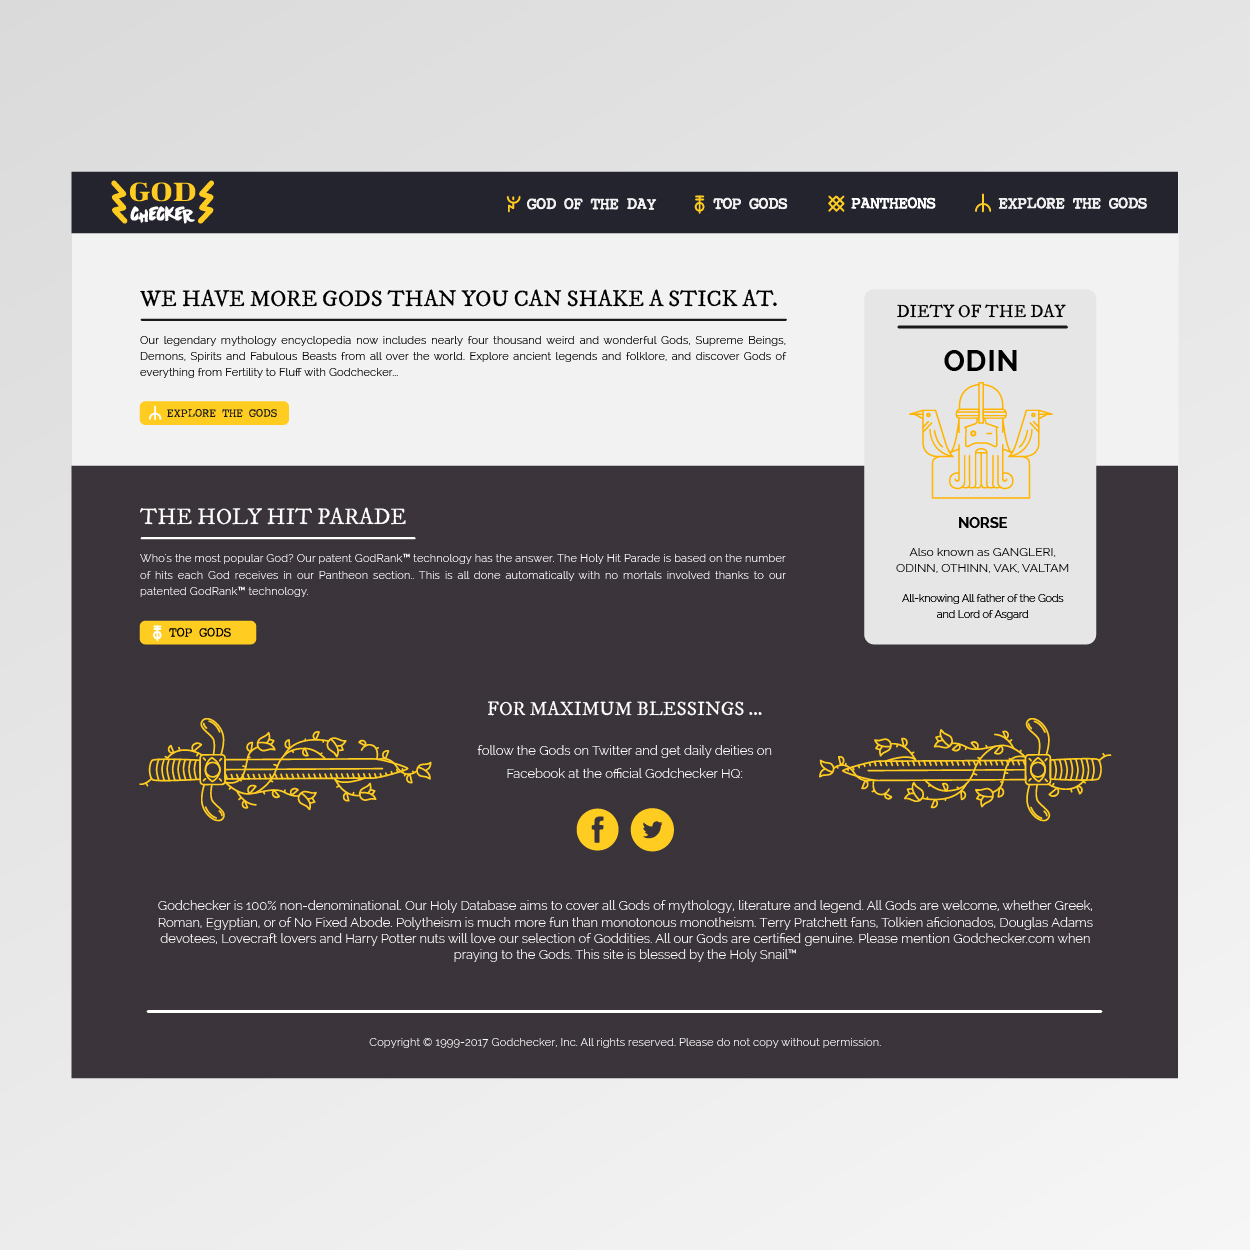 GOD
CHECKER
GOD OF THE DAY
TOP GODS
PANTHEONS
EXPLORE THE GODS
WE HAVE MORE GODS THAN YOU CAN SHAKE A STICK AT.
Our legendary mythology encyclopedia now includes nearly four thousand weird and wonderful Gods, Supreme Beings,
Demons, Spirits and Fabulous Beasts from all over the world. Explore ancient legends and folklore, and discover Gods of
everything from Fertility to Fluff with Godchecker...
EXPLORE THE GODS
DIETY OF THE DAY
ODIN
NORSE
Also known as GANGLERI,
ODINN, OTHINN, VAK, VALTAM
All-knowing All father of the Gods
and Lord of Asgard
THE HOLY HIT PARADE
Who's the most popular God? Our patent GodRank™ technology has the answer. The Holy Hit Parade is based on the number
of hits each God receives in our Pantheon section.. This is all done automatically with no mortals involved thanks to our
patented GodRank™ technology.
TOP GODS
FOR MAXIMUM BLESSINGS ...
follow the Gods on Twitter and get daily deities on
Facebook at the official Godchecker HQ:
Godchecker is 100% non-denominational. Our Holy Database aims to cover all Gods of mythology, literature and legend. All Gods are welcome, whether Greek,
Roman, Egyptian, or of No Fixed Abode. Polytheism is much more fun than monotonous monotheism. Terry Pratchett fans, Tolkien aficionados, Douglas Adams
devotees, Lovecraft lovers and Harry Potter nuts will love our selection of Goddities. All our Gods are certified genuine. Please mention Godchecker.com when
praying to the Gods. This site is blessed by the Holy Snail™
Copyright © 1999-2017 Godchecker, Inc. All rights reserved. Please do not copy without permission.